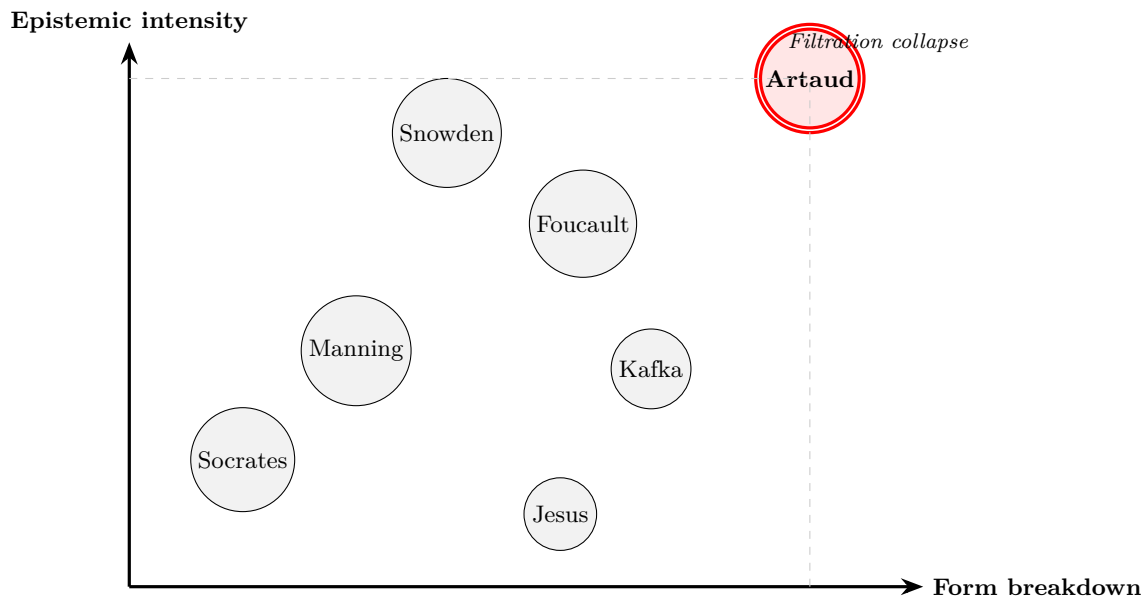 Epistemic intensity
Filtration collapse
Artaud
Snowden
Foucault
Manning
Kafka
Socrates
Jesus
Form breakdown